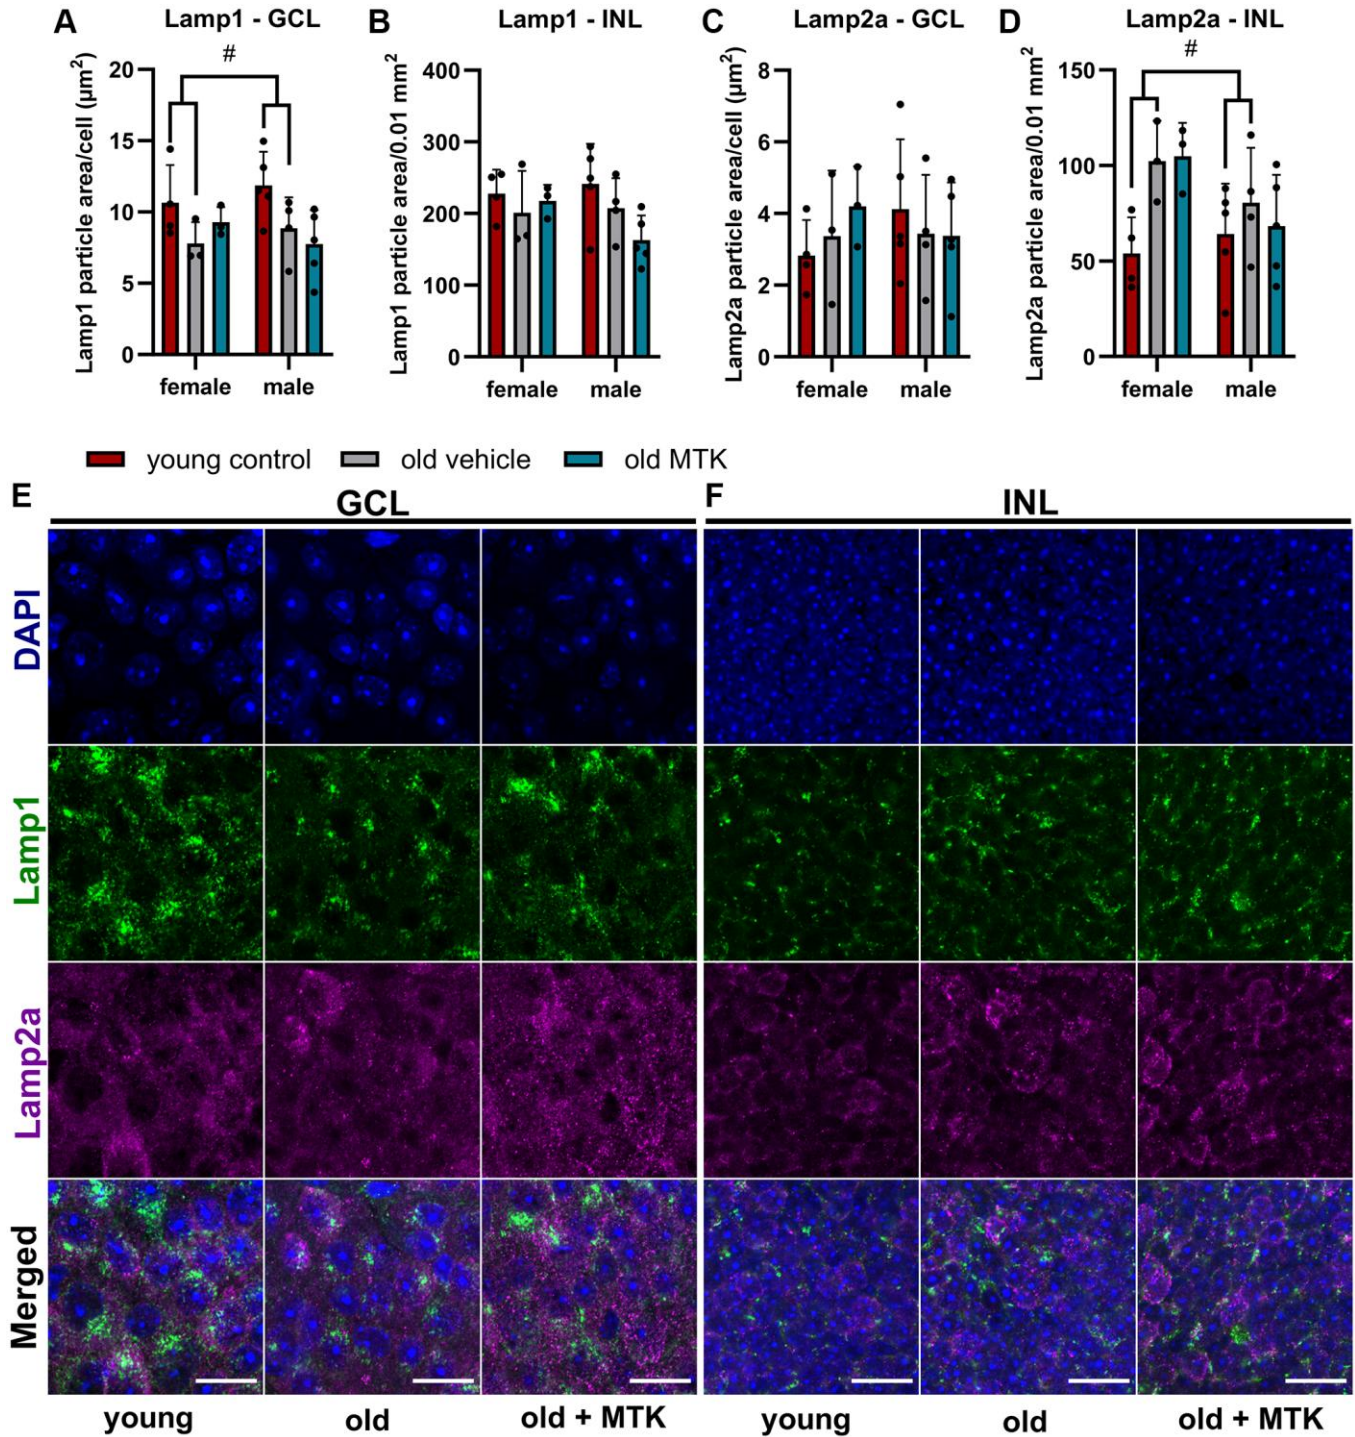 A
Lamp1 - GCL
Lamp1 particle area/cell (µm²)
20
15
10
5
0
#
female
male
B
Lamp1 - INL
Lamp1 particle area/0.01 mm²
400
300
200
100
0
female
male
C
Lamp2a - GCL
Lamp2a particle area/cell (µm²)
8
6
4
2
0
female
male
D
Lamp2a - INL
Lamp2a particle area/0.01 mm²
150
100
50
0
#
female
male
young control
old vehicle
old MTK
E
GCL
F
INL
DAPI
Lamp1
Lamp2a
Merged
young
old
old + MTK
young
old
old + MTK